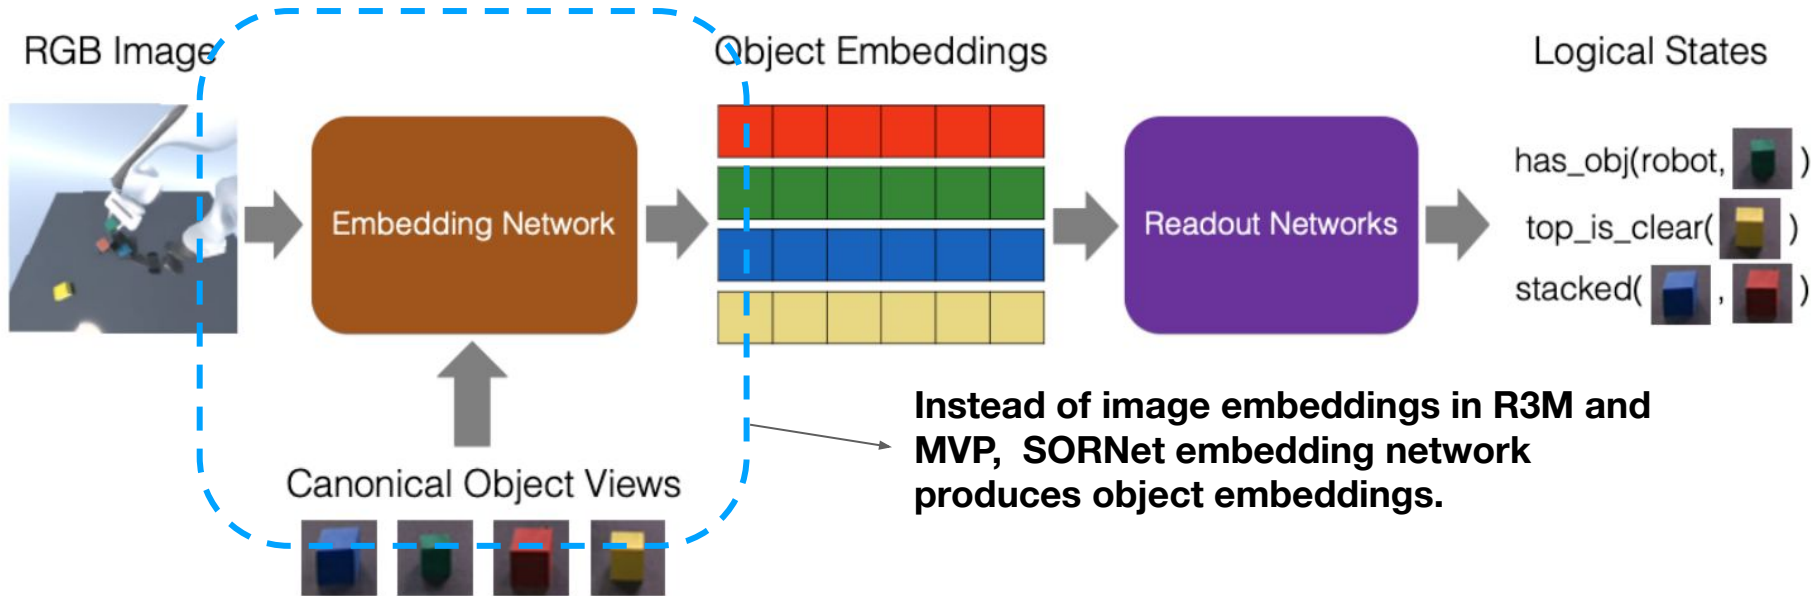 RGB Image
Object Embeddings
Logical States
Embedding Network
Readout Networks
has_obj(robot, )
top_is_clear( )
stacked( , )
Instead of image embeddings in R3M and
MVP, SORNet embedding network
produces object embeddings.
Canonical Object Views